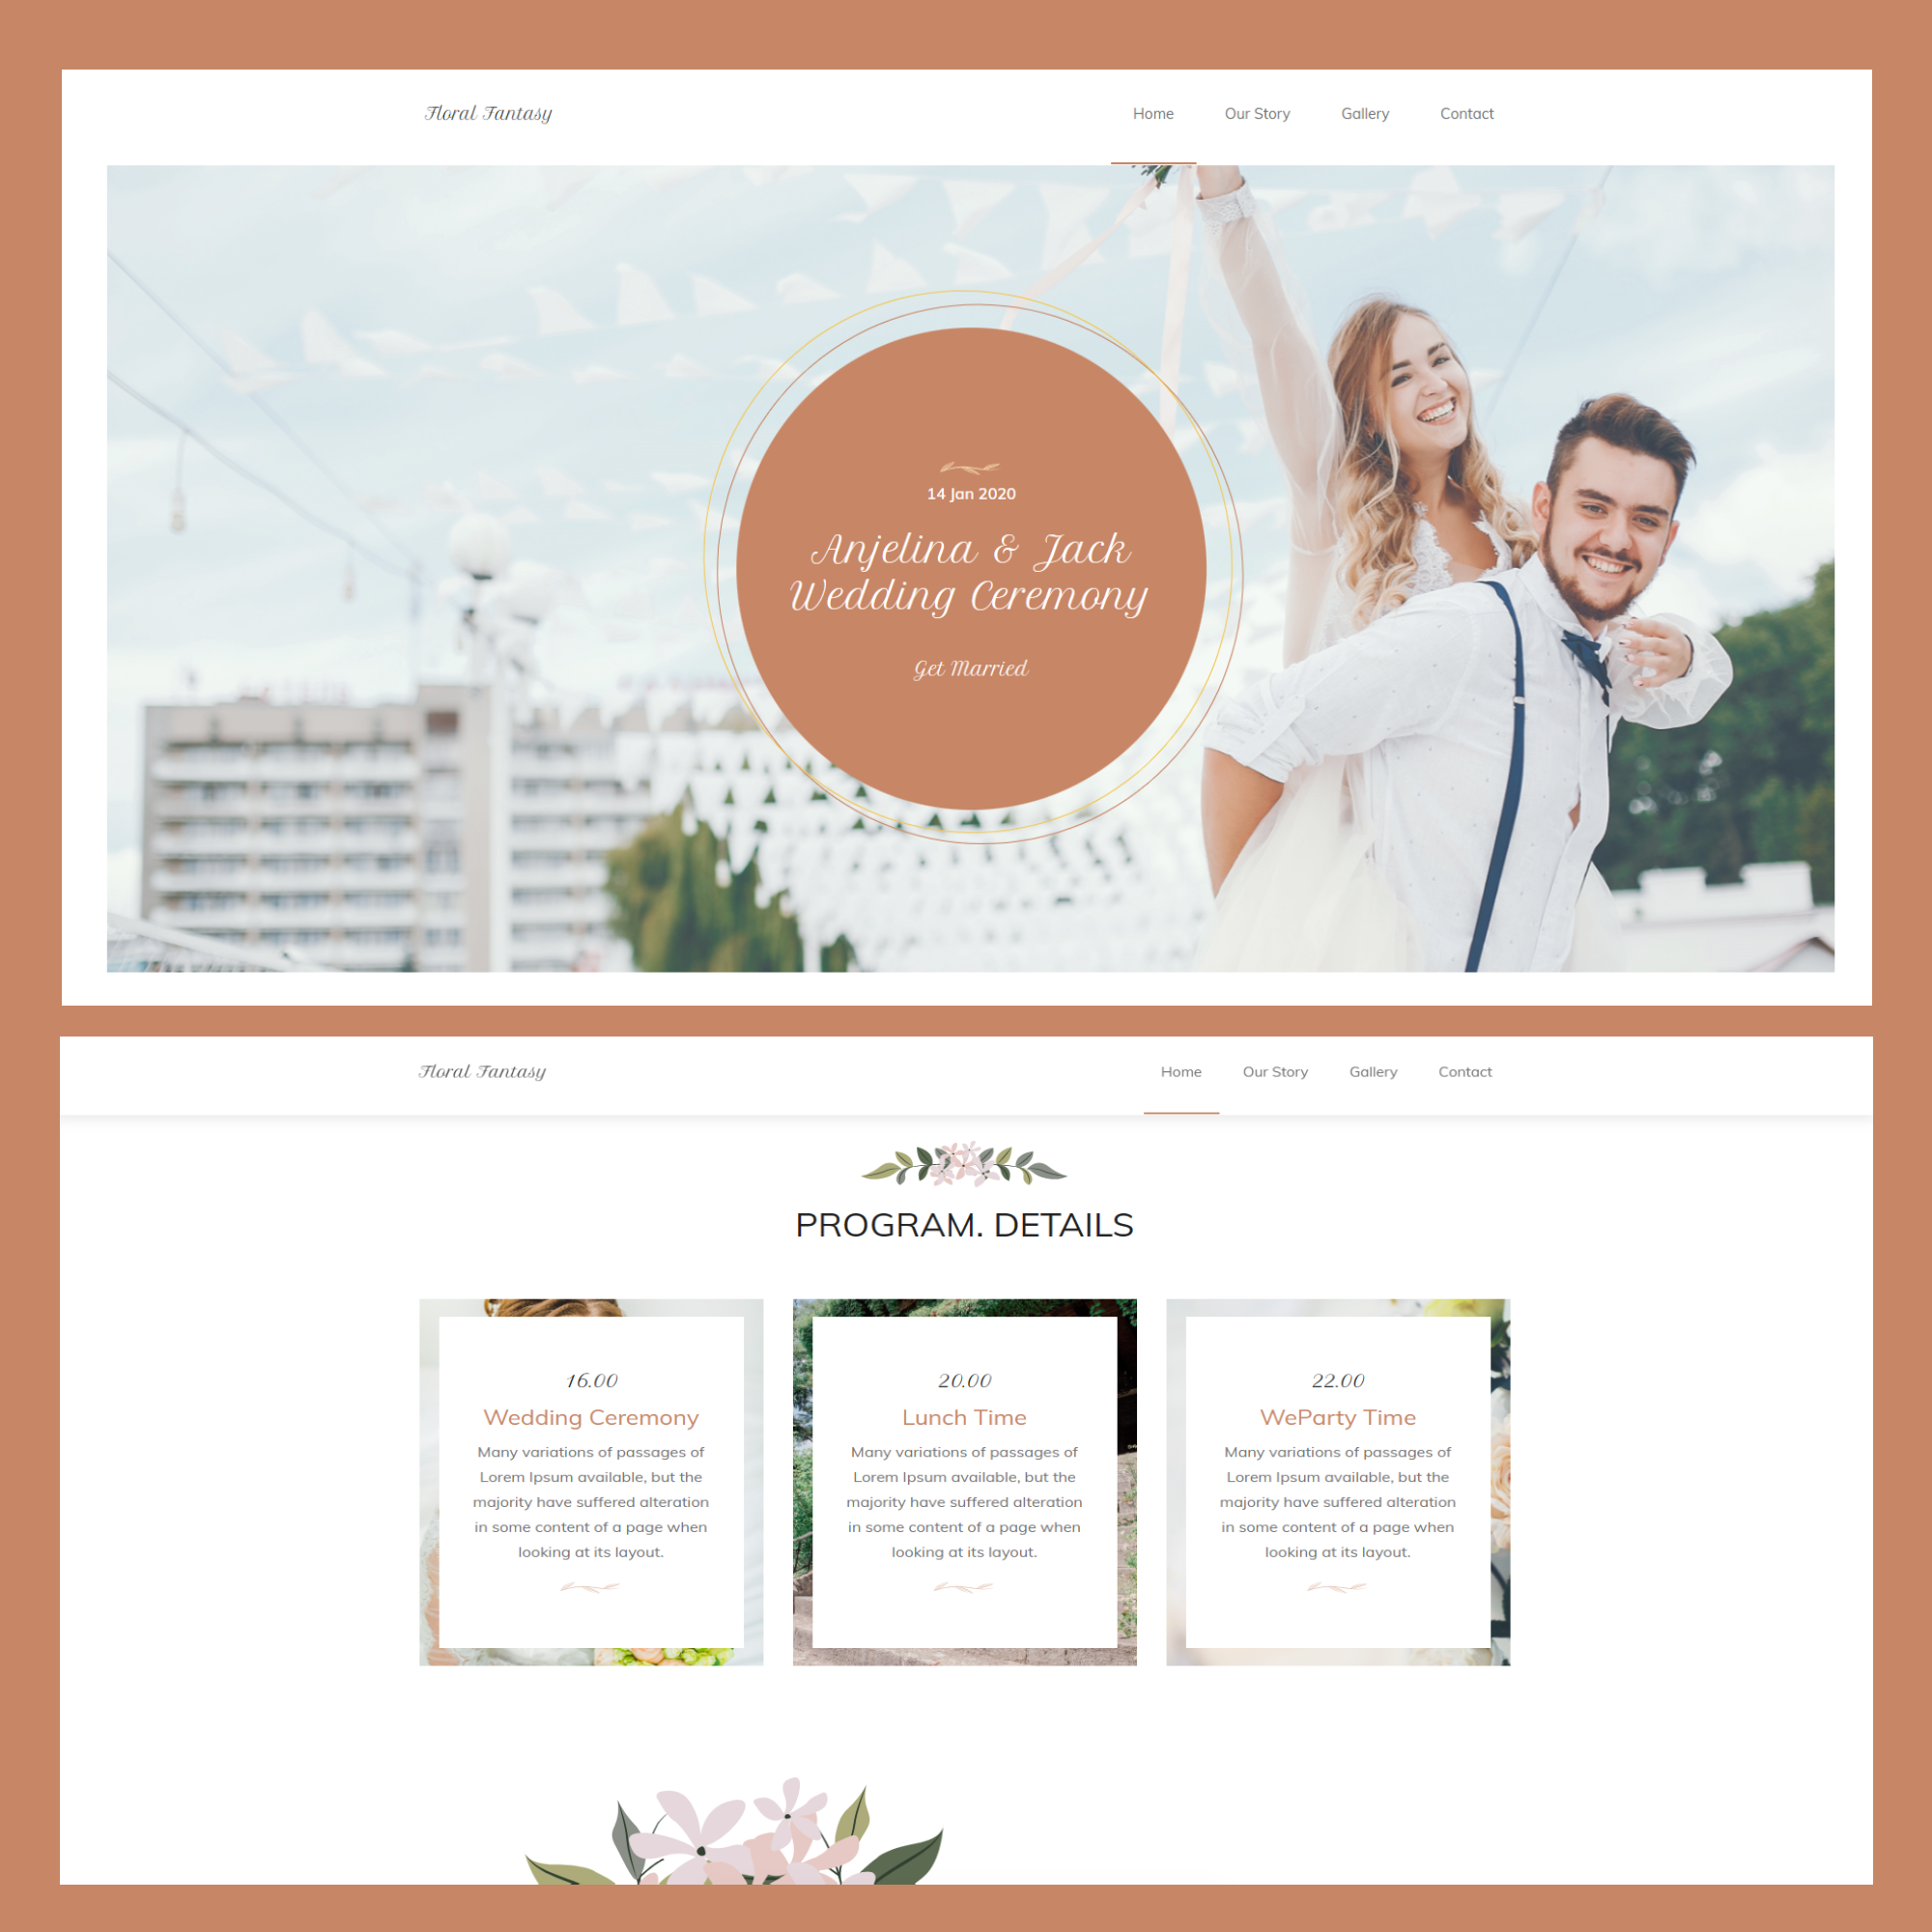 Floral Fantasy
Home Our Story Gallery Contact
14 Jan 2020
Anjelina & Jack
Wedding Ceremony
Get Married
Floral Fantasy
Home Our Story Gallery Contact
PROGRAM. DETAILS
16.00
Wedding Ceremony
Many variations of passages of
Lorem Ipsum available, but the
majority have suffered alteration
in some content of a page when
looking at its layout.
20.00
Lunch Time
Many variations of passages of
Lorem Ipsum available, but the
majority have suffered alteration
in some content of a page when
looking at its layout.
22.00
WeParty Time
Many variations of passages of
Lorem Ipsum available, but the
majority have suffered alteration
in some content of a page when
looking at its layout.